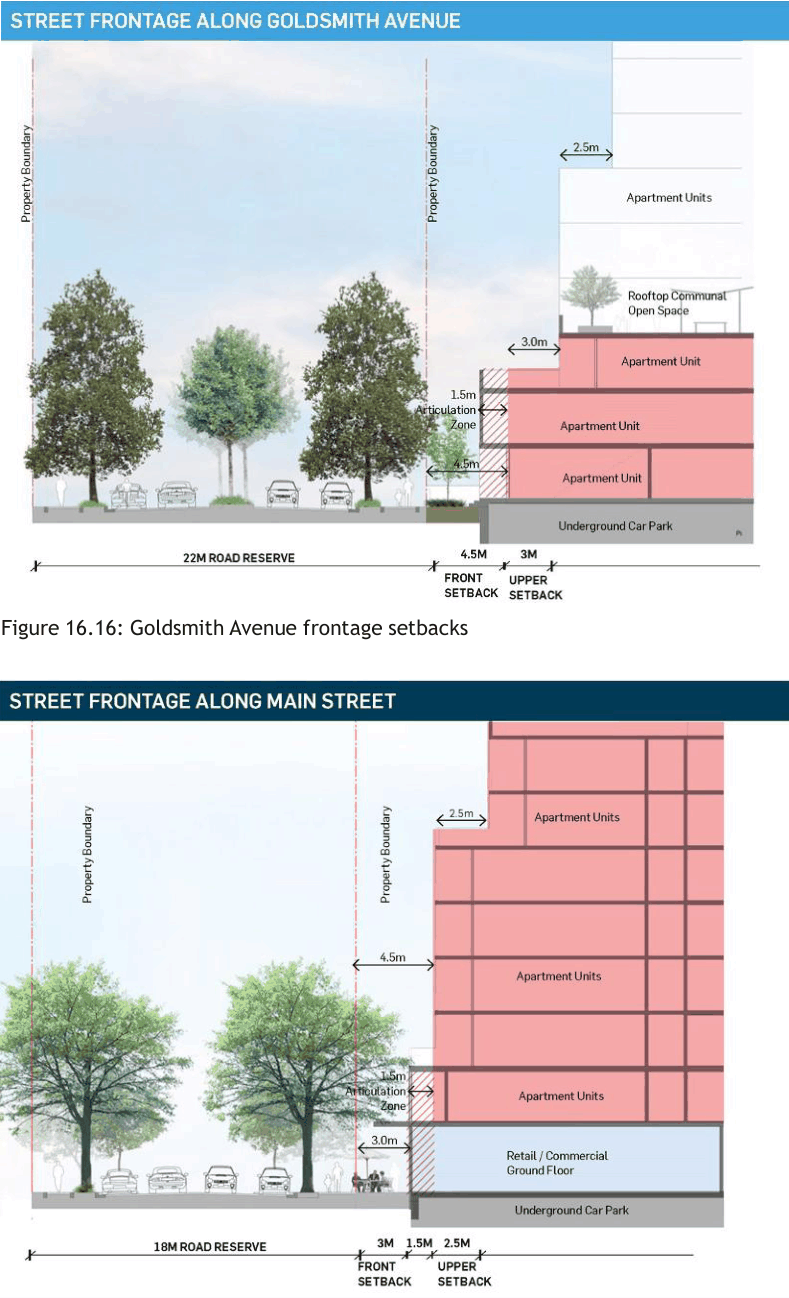 STREET FRONTAGE ALONG GOLDSMITH AVENUE
Property Boundary
Property Boundary
2.5m
Apartment Units
Rooftop Communal
Open Space
3.0m
Apartment Unit
1.5m
Articulation
Zone
Apartment Unit
4.5m
Apartment Unit
Underground Car Park
22M ROAD RESERVE
4.5M
3M
FRONT
SETBACK
UPPER
SETBACK
Figure 16.16: Goldsmith Avenue frontage setbacks
STREET FRONTAGE ALONG MAIN STREET
Property Boundary
Property Boundary
2.5m
Apartment Units
4.5m
Apartment Units
1.5m
Articulation
Zone
Apartment Units
3.0m
Retail / Commercial
Ground Floor
Underground Car Park
18M ROAD RESERVE
3M
1.5M
2.5M
FRONT
SETBACK
UPPER
SETBACK